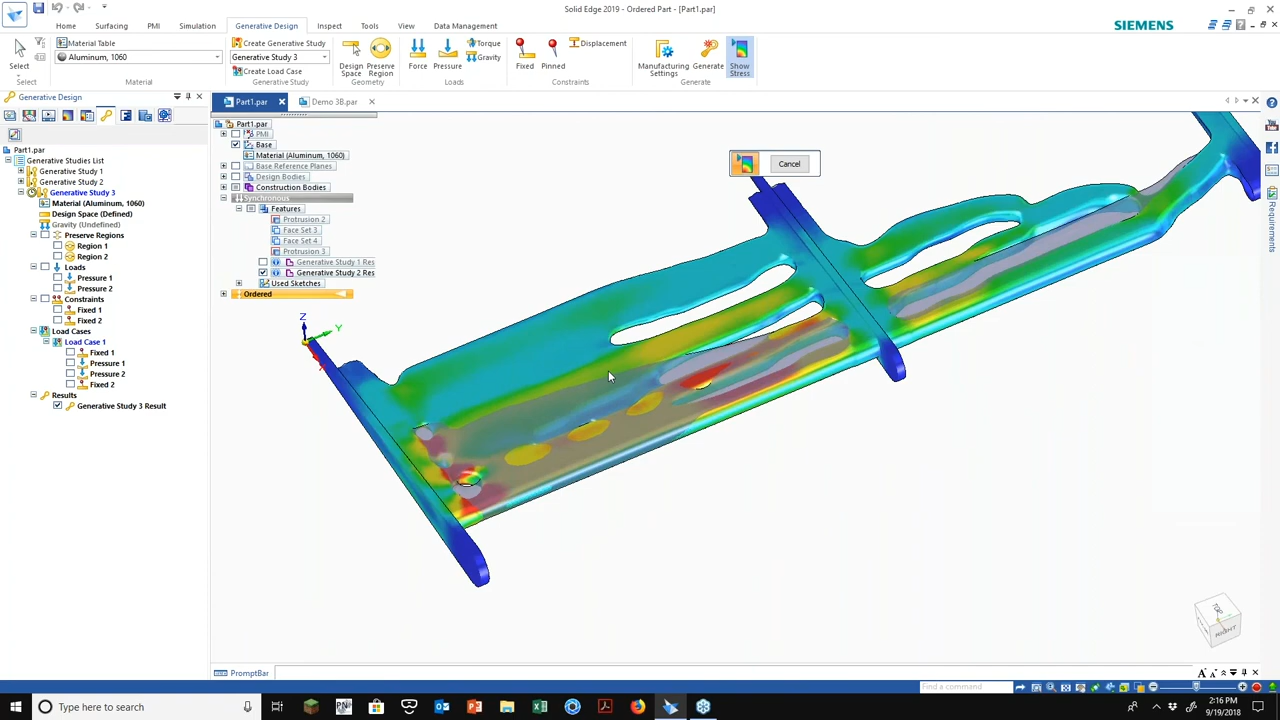 Solid Edge 2019 - Ordered Part - [Part1.par]
Home Surfacing PMI Simulation Generative Design Inspect Tools View Data Management
SIEMENS
Select
Select
Material Table
Aluminum, 1060
Material
Create Generative Study
Generative Study 3
Create Load Case
Generative Study
Design Space
Preserve Region
Geometry
Force
Pressure
Torque
Gravity
Loads
Fixed
Pinned
Displacement
Constraints
Manufacturing Settings
Generate
Show Stress
Generate
Generative Design
Part1.par
Demo 3B.par
Part1.par
Generative Studies List
Generative Study 1
Generative Study 2
Generative Study 3
Material (Aluminum, 1060)
Design Space (Defined)
Gravity (Undefined)
Preserve Regions
Region 1
Region 2
Loads
Pressure 1
Pressure 2
Constraints
Fixed 1
Fixed 2
Load Cases
Load Case 1
Fixed 1
Pressure 1
Pressure 2
Fixed 2
Results
Generative Study 3 Result
Part1.par
PMI
Base
Material (Aluminum, 1060)
Base Reference Planes
Design Bodies
Construction Bodies
Synchronous
Features
Protrusion 2
Face Set 3
Face Set 4
Protrusion 3
Generative Study 1 Res
Generative Study 2 Res
Used Sketches
Ordered
Cancel
Z
Y
X
TOP
RIGHT
Requirements
PromptBar
Find a command
Type here to search
2:16 PM
9/19/2018